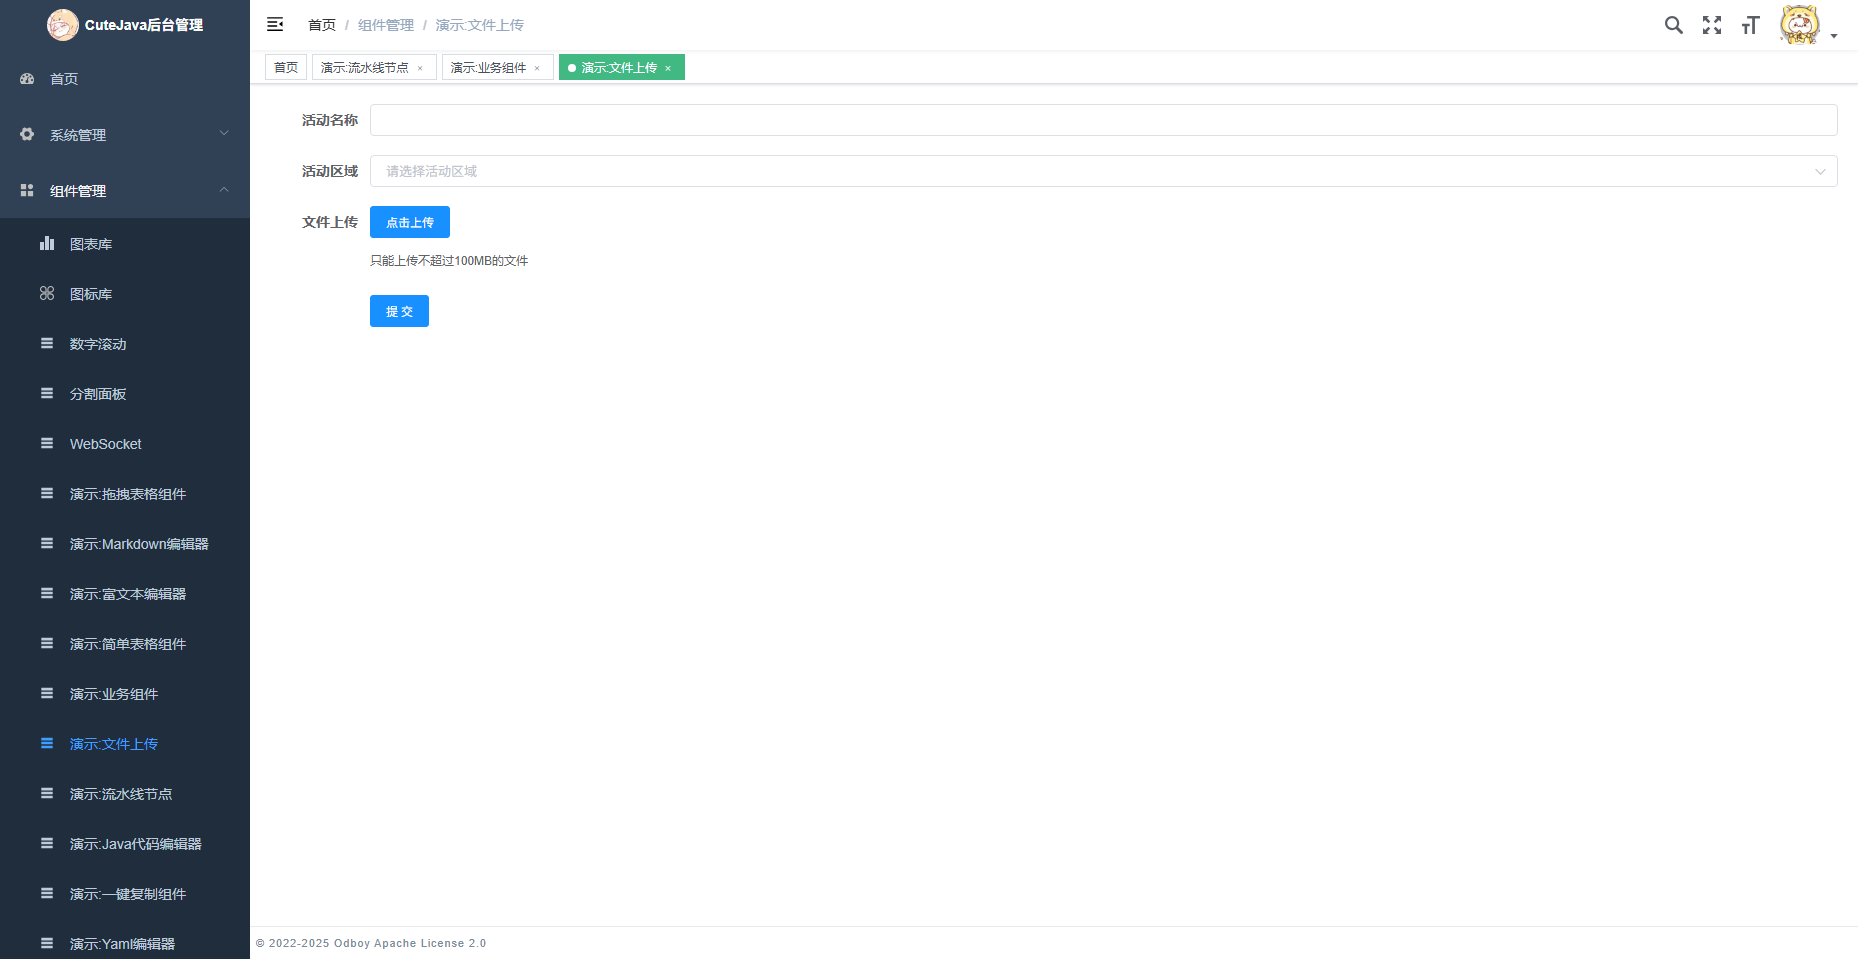 CuteJava后台管理
首页
系统管理
组件管理
图表库
图标库
数字滚动
分割面板
WebSocket
演示:拖拽表格组件
演示:Markdown编辑器
演示:富文本编辑器
演示:简单表格组件
演示:业务组件
演示:文件上传
演示:流水线节点
演示:Java代码编辑器
演示:一键复制组件
演示:Yaml编辑器
首页 / 组件管理 / 演示:文件上传
首页 演示:流水线节点 × 演示:业务组件 × 演示:文件上传 ×
活动名称
活动区域 请选择活动区域
文件上传 点击上传
只能上传不超过100MB的文件
提 交
© 2022-2025 Odboy Apache License 2.0